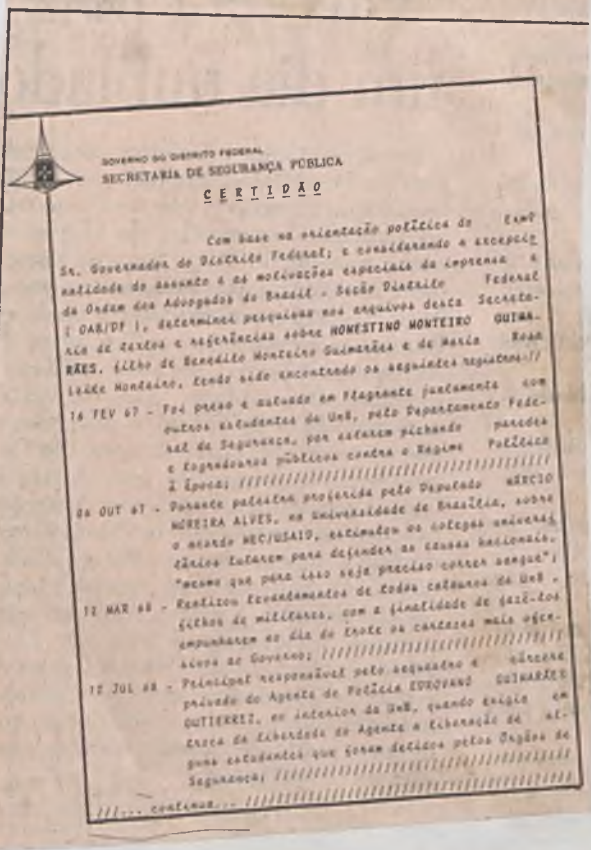 GOVERNO DO DISTRITO FEDERAL
SECRETARIA DE SEGURANÇA PÚBLICA
CERTIDÃO
Com base na orientação política do Exmº
Sr. Governador do Distrito Federal; e considerando a excepcio
nalidade do assunto e as motivações especiais da imprensa e
da Ordem dos Advogados do Brasil - Seção Distrito Federal
( OAB/DF ), determinei pesquisas nos arquivos desta Secreta-
ria de textos e referências sobre HONESTINO MONTEIRO GUIMA-
RÃES, filho de Benedito Monteiro Guimarães e de Maria Rosa
Leite Monteiro, tendo sido encontrado os seguintes registros://
16 FEV 67 - Foi preso e autuado em Flagrante juntamente com
outros estudantes da UnB, pelo Departamento Fede-
ral de Segurança, por estarem pichando paredes
e logradouros públicos contra o Regime Político
à época; ////////////////////////////////////
06 OUT 67 - Durante palestra proferida pelo Deputado MÁRCIO
MOREIRA ALVES, na Universidade de Brasília, sobre
o acordo MEC/USAID, estimulou os colegas universi
tários lutarem para defender as causas nacionais,
"mesmo que para isso seja preciso correr sangue";
12 MAR 68 - Realizou levantamentos de todos calouros da UnB ,
filhos de militares, com a finalidade de fazê-los
empunharem no dia do trote os cartazes mais ofen-
sivos ao Governo; ////////////////////////////
12 JUL 68 - Principal responsável pelo sequestro e cárcere
privado do Agente de Polícia GUIMARÃES
GUTIERREZ, no interior da UnB, quando exigia em
troca da liberdade do Agente a liberação de al-
guns estudantes que foram detidos pelos Órgãos de
Segurança; //////////////////////////////////
///... continua... ////////////////////////////////////